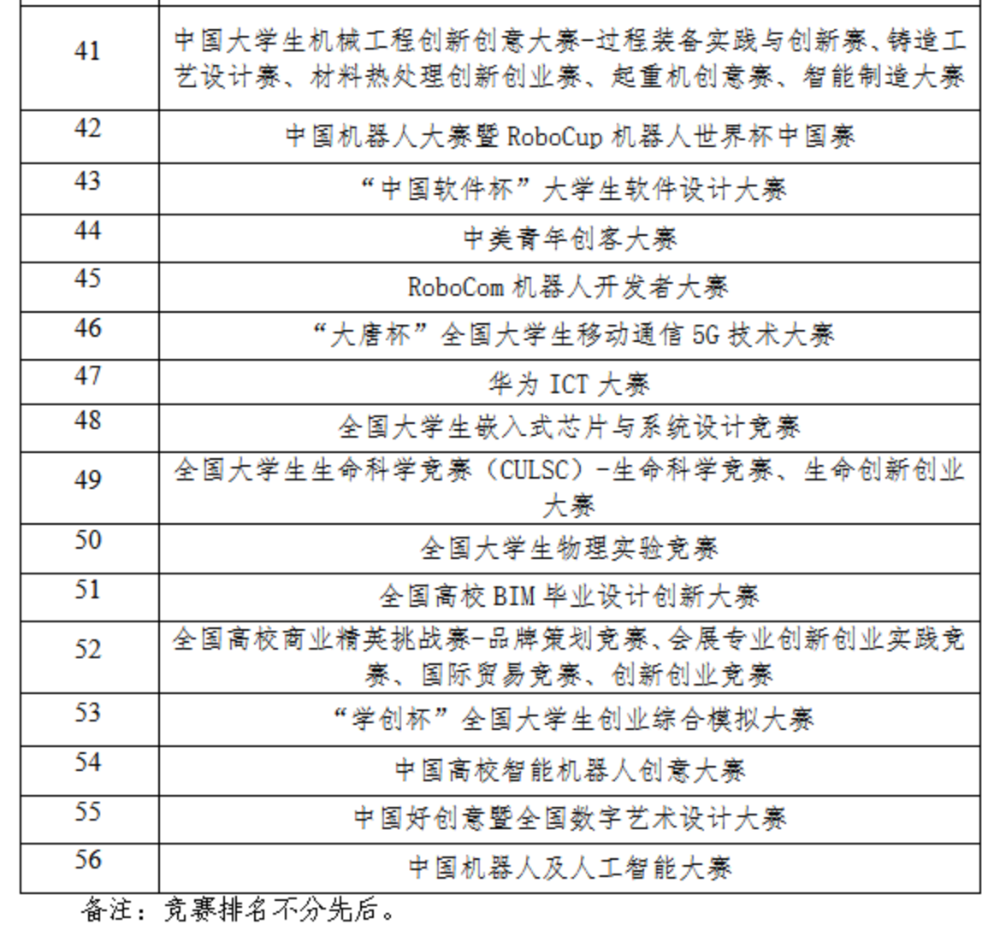 41 中国大学生机械工程创新创意大赛-过程装备实践与创新赛、铸造工
艺设计赛、材料热处理创新创业赛、起重机创意赛、智能制造大赛
42 中国机器人大赛暨 RoboCup 机器人世界杯中国赛
43 “中国软件杯”大学生软件设计大赛
44 中美青年创客大赛
45 RoboCom 机器人开发者大赛
46 “大唐杯”全国大学生移动通信 5G 技术大赛
47 华为 ICT 大赛
48 全国大学生嵌入式芯片与系统设计竞赛
49 全国大学生生命科学竞赛（CULSC）-生命科学竞赛、生命创新创业
大赛
50 全国大学生物理实验竞赛
51 全国高校 BIM 毕业设计创新大赛
52 全国高校商业精英挑战赛-品牌策划竞赛、会展专业创新创业实践竞
赛、国际贸易竞赛、创新创业竞赛
53 “学创杯”全国大学生创业综合模拟大赛
54 中国高校智能机器人创意大赛
55 中国好创意暨全国数字艺术设计大赛
56 中国机器人及人工智能大赛
备注：竞赛排名不分先后。